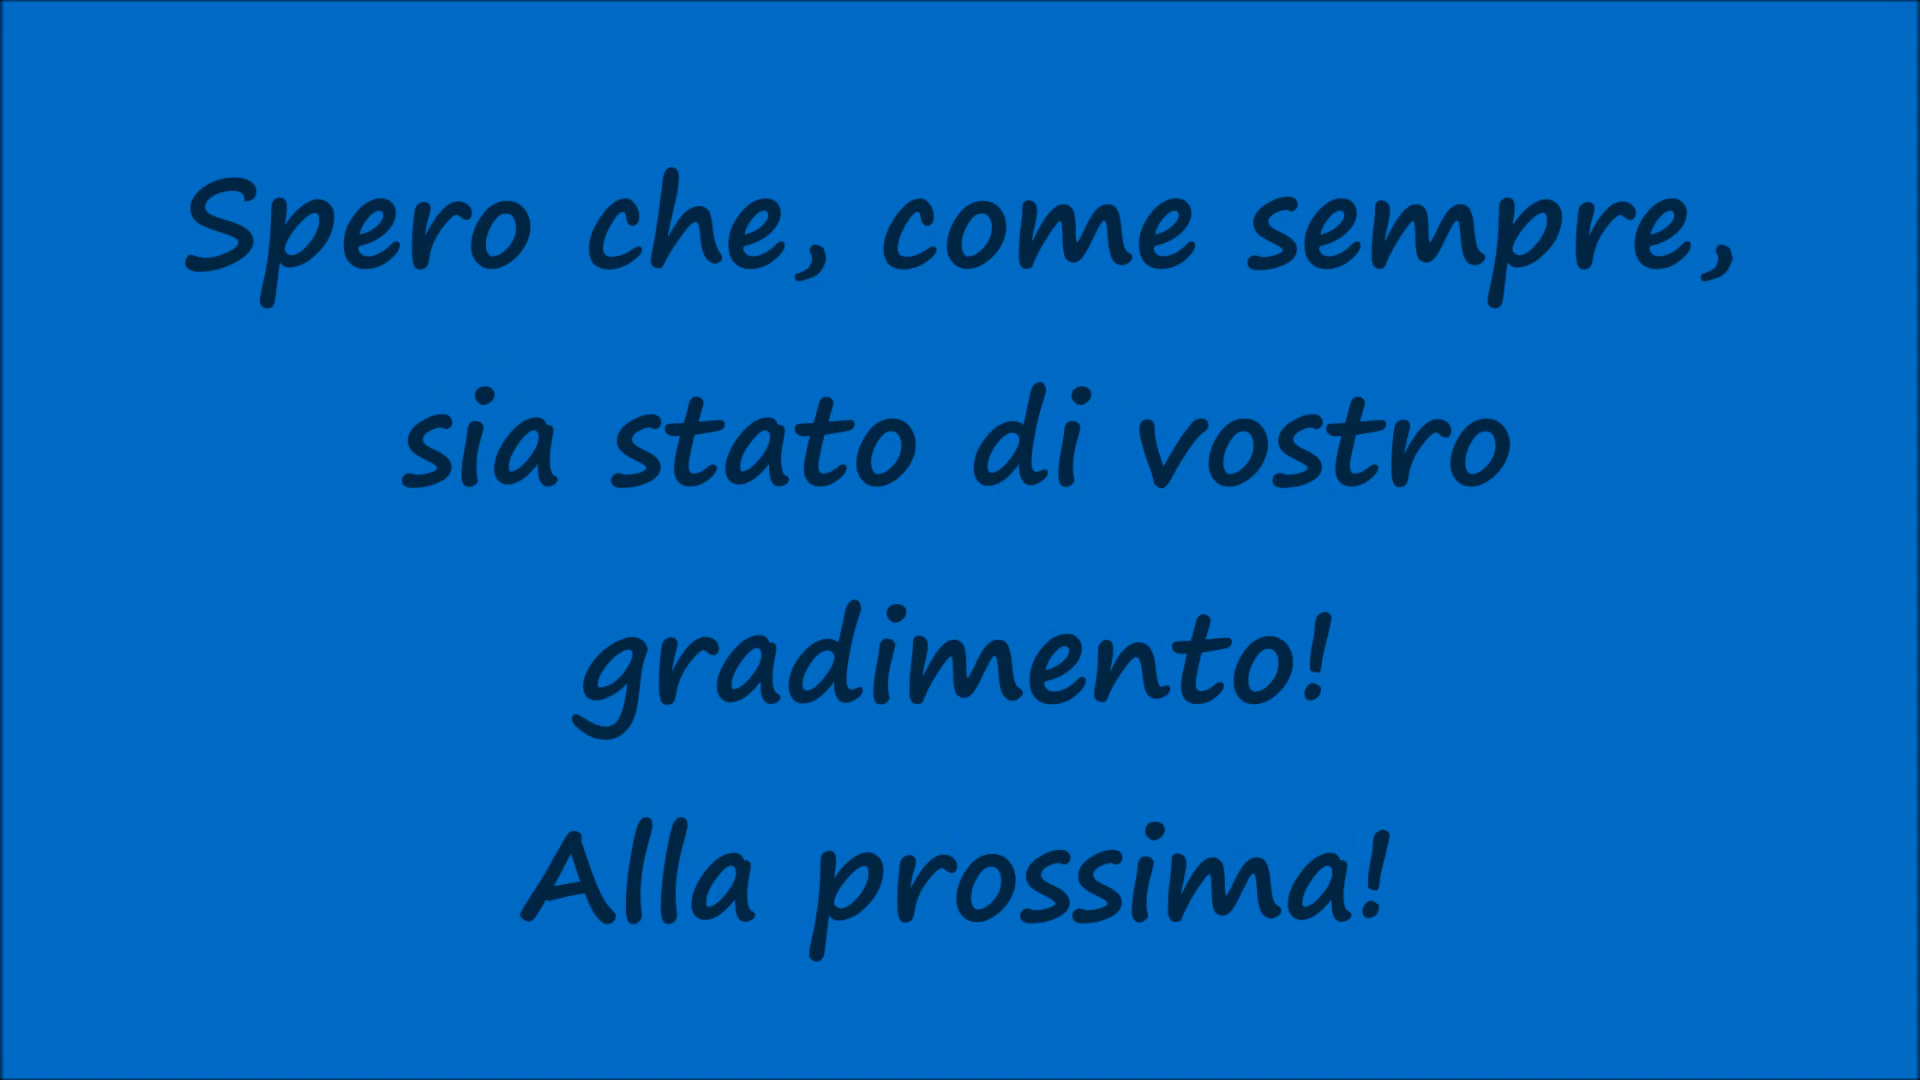 Spero che, come sempre,
sia stato di vostro
gradimento!
Alla prossima!